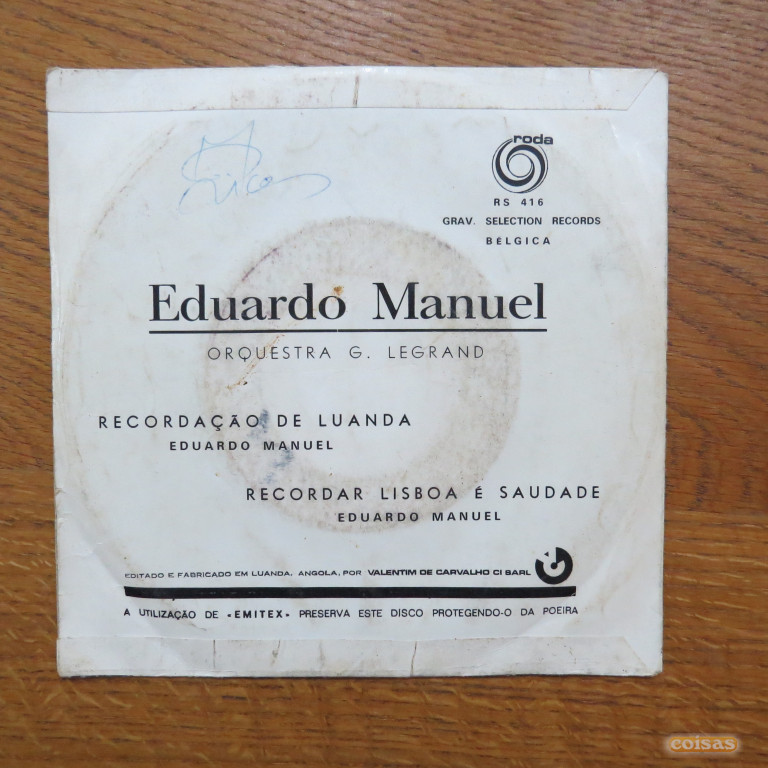 roda
RS 416
GRAV. SELECTION RECORDS
BÉLGICA
Eduardo Manuel
ORQUESTRA G. LEGRAND
RECORDAÇÃO DE LUANDA
EDUARDO MANUEL
RECORDAR LISBOA É SAUDADE
EDUARDO MANUEL
EDITADO E FABRICADO EM LUANDA, ANGOLA, POR VALENTIM DE CARVALHO CI SARL
A UTILIZAÇÃO DE «EMITEX» PRESERVA ESTE DISCO PROTEGENDO-O DA POEIRA
coisas